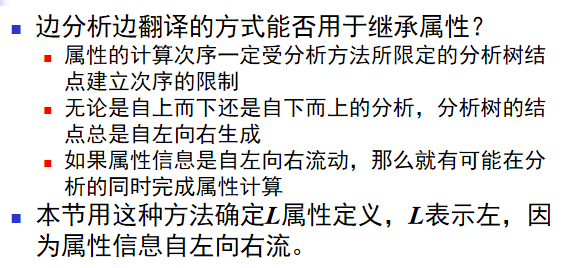 边分析边翻译的方式能否用于继承属性？
属性的计算次序一定受分析方法所限定的分析树结
点建立次序的限制
无论是自上而下还是自下而上的分析，分析树的结
点总是自左向右生成
如果属性信息是自左向右流动，那么就有可能在分
析的同时完成属性计算
本节用这种方法确定L属性定义，L表示左，因
为属性信息自左向右流。